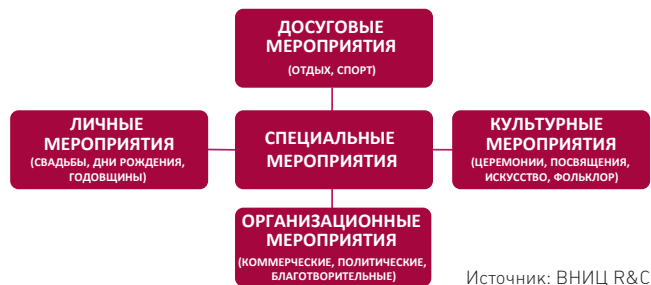 ДОСУГОВЫЕ
МЕРОПРИЯТИЯ
(ОТДЫХ, СПОРТ)
ЛИЧНЫЕ
МЕРОПРИЯТИЯ
(СВАДЬБЫ, ДНИ РОЖДЕНИЯ,
ГОДОВЩИНЫ)
СПЕЦИАЛЬНЫЕ
МЕРОПРИЯТИЯ
КУЛЬТУРНЫЕ
МЕРОПРИЯТИЯ
(ЦЕРЕМОНИИ, ПОСВЯЩЕНИЯ,
ИСКУССТВО, ФОЛЬКЛОР)
ОРГАНИЗАЦИОННЫЕ
МЕРОПРИЯТИЯ
(КОММЕРЧЕСКИЕ, ПОЛИТИЧЕСКИЕ,
БЛАГОТВОРИТЕЛЬНЫЕ)
Источник: ВНИЦ R&C